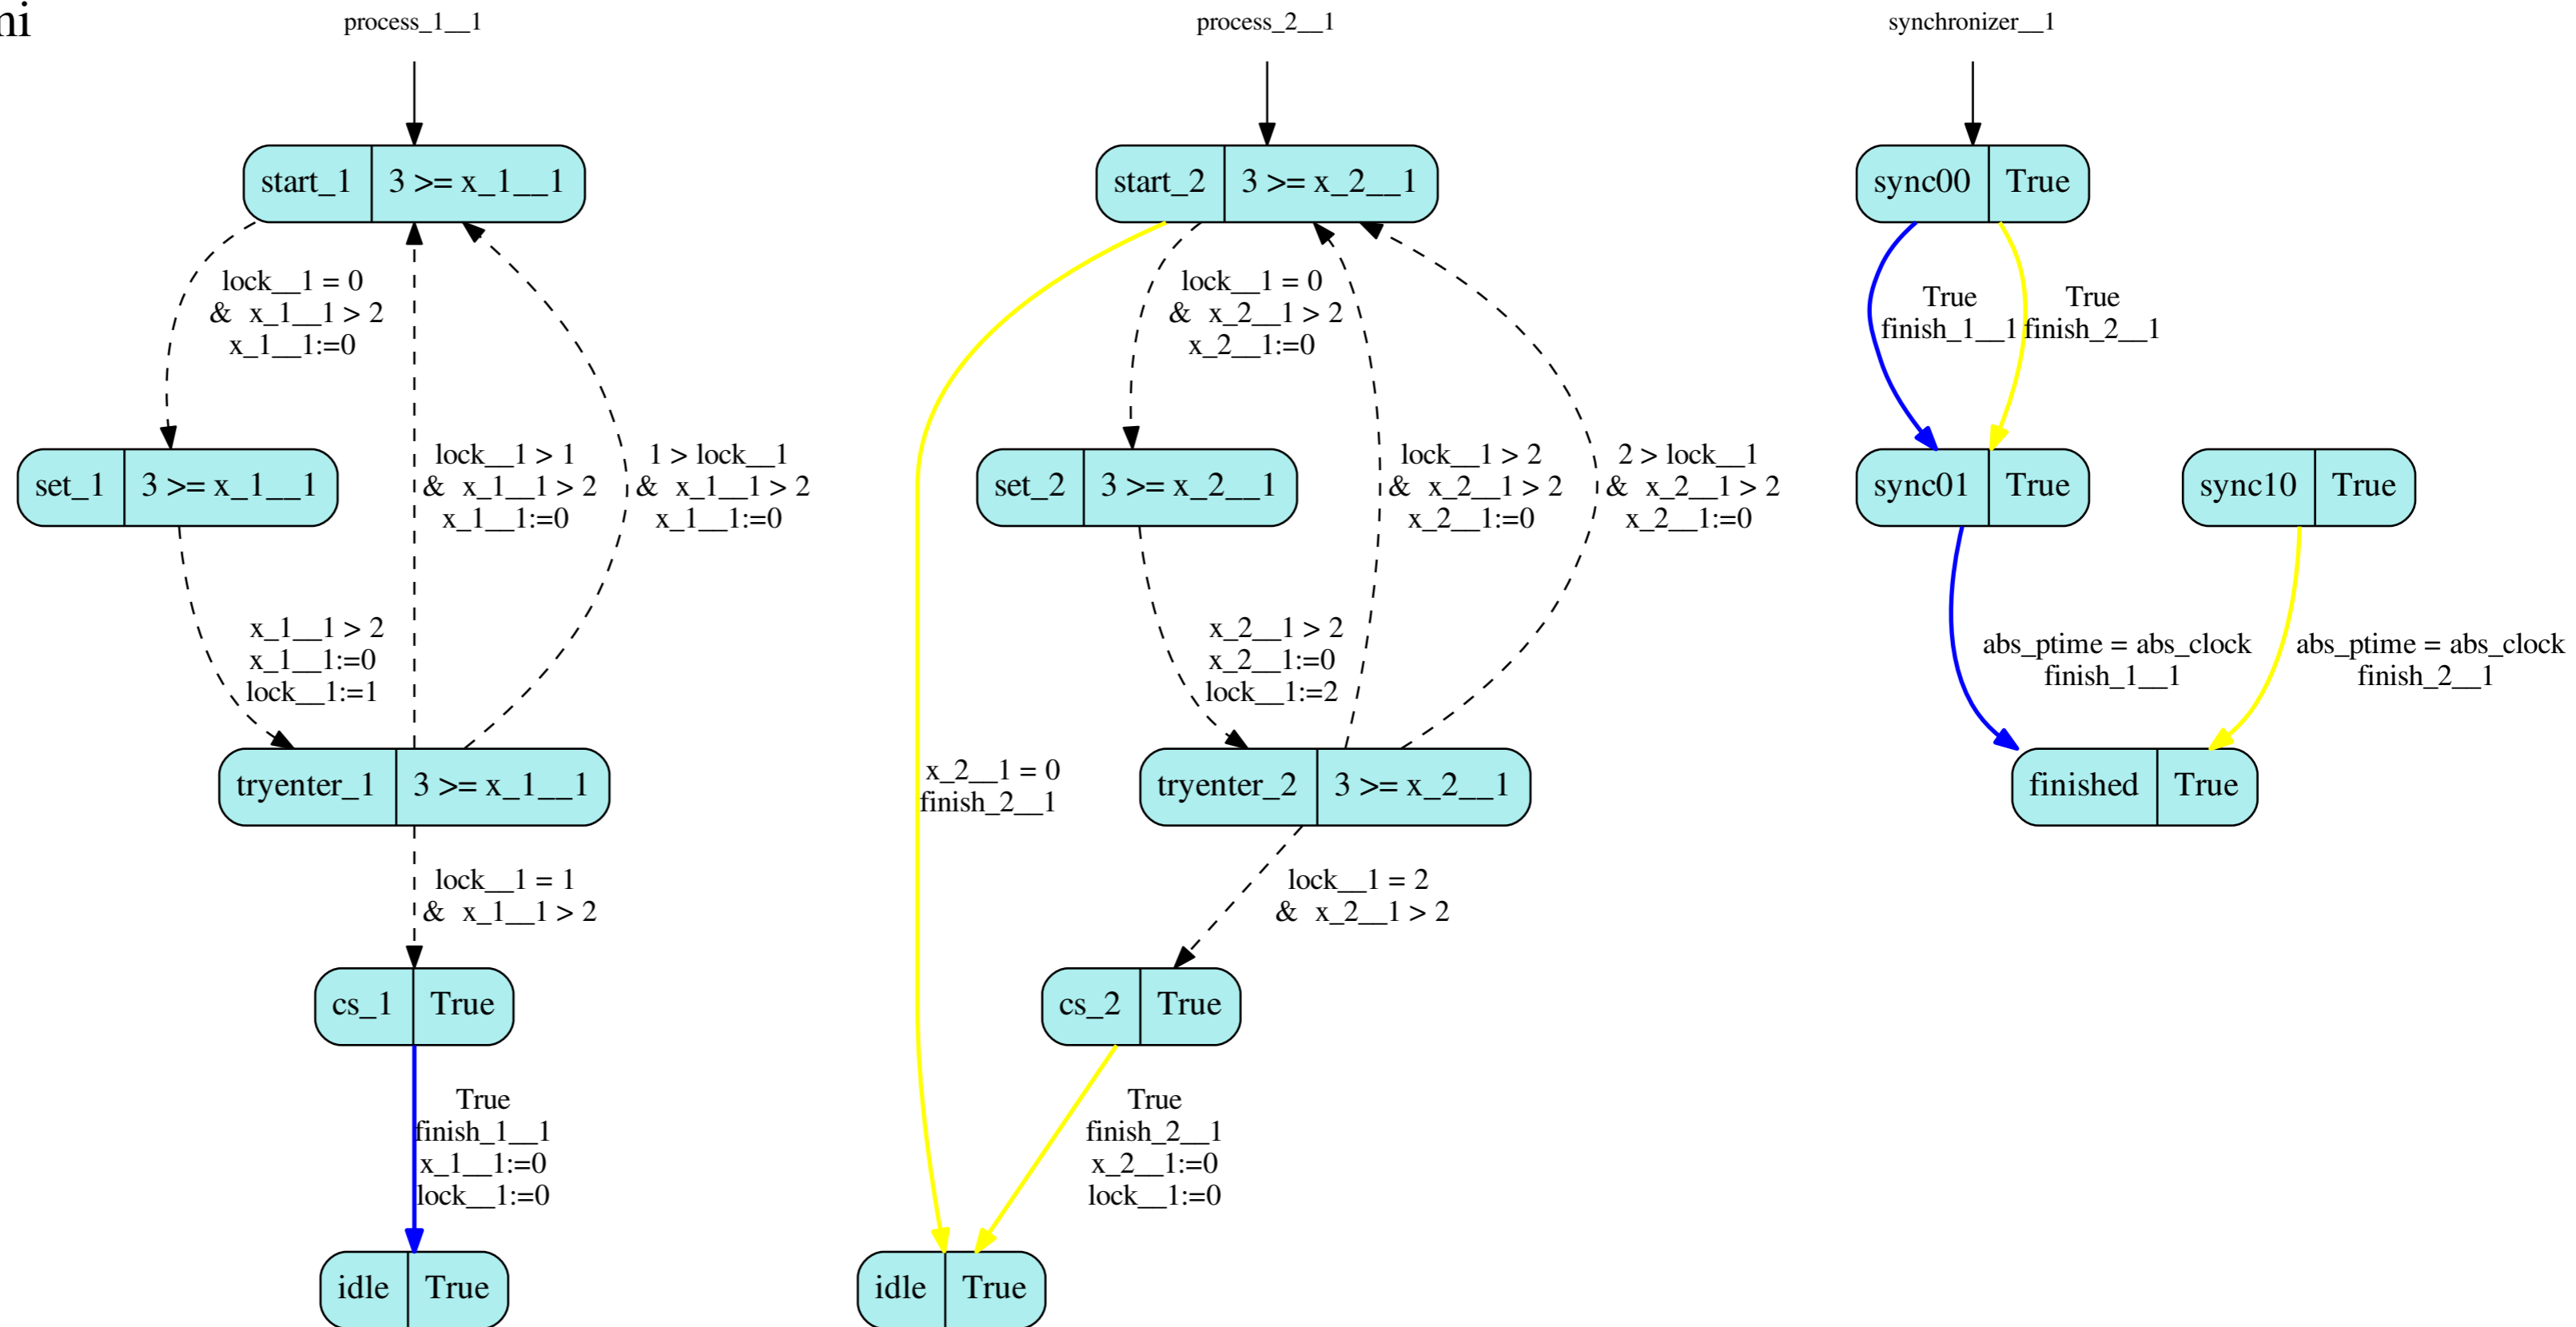 process_1__1
process_2__1
synchronizer__1
start_1 3 >= x_1__1
start_2 3 >= x_2__1
sync00 True
lock__1 = 0
& x_1__1 > 2
x_1__1:=0
lock__1 = 0
& x_2__1 > 2
x_2__1:=0
True
finish_1__1
True
finish_2__1
set_1 3 >= x_1__1
lock__1 > 1
& x_1__1 > 2
x_1__1:=0
1 > lock__1
& x_1__1 > 2
x_1__1:=0
set_2 3 >= x_2__1
lock__1 > 2
& x_2__1 > 2
x_2__1:=0
2 > lock__1
& x_2__1 > 2
x_2__1:=0
sync01 True
sync10 True
x_1__1 > 2
x_1__1:=0
lock__1:=1
x_2__1 > 2
x_2__1:=0
lock__1:=2
abs_ptime = abs_clock
finish_1__1
abs_ptime = abs_clock
finish_2__1
tryenter_1 3 >= x_1__1
x_2__1 = 0
finish_2__1
tryenter_2 3 >= x_2__1
finished True
lock__1 = 1
& x_1__1 > 2
lock__1 = 2
& x_2__1 > 2
cs_1 True
cs_2 True
True
finish_1__1
x_1__1:=0
lock__1:=0
True
finish_2__1
x_2__1:=0
lock__1:=0
idle True
idle True